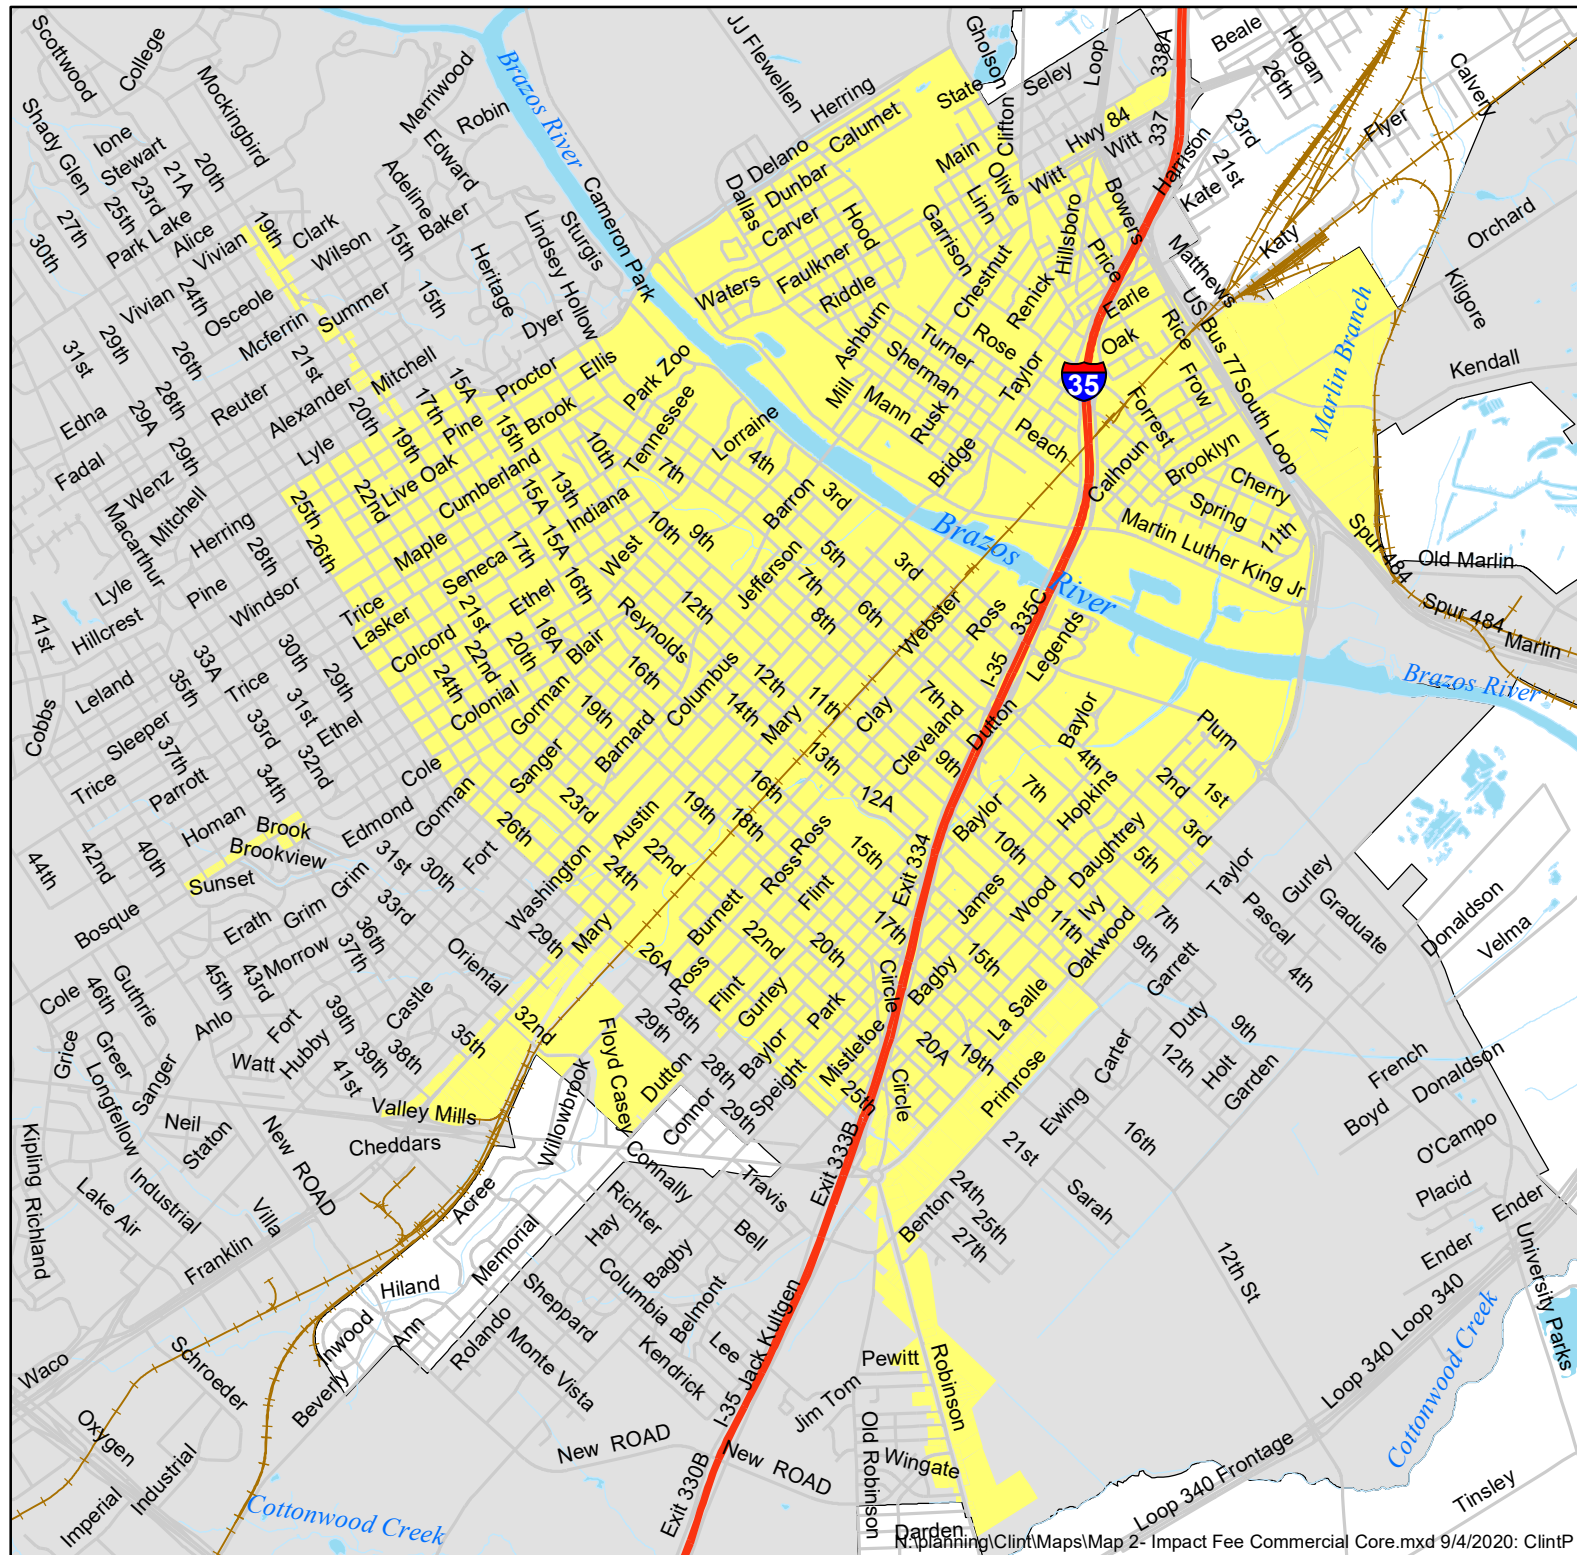 Scottwood
College
Mockingbird
Merriwood
Robin
Brazos River
JJ Flewellen
Gholson
Seley
Loop
338A
Beale
Hogan
26th
Calvery
Shady Glen
Ione
Stewart
21A
20th
23rd
25th
27th
30th
Park Lake
Alice
Vivian
19th
Clark
Wilson
15th
Adeline
Edward
Baker
Heritage
Lindsey Hollow
Sturgis
Cameron Park
Herring
Delano
Calumet
State
Clifton
Hwy 84
Witt
337
Harrison
23rd
21st
Kate
Flyer
Dallas
Dunbar
Carver
Hood
Faulkner
Riddle
Waters
Main
Olive
Linn
Witt
Garrison
Chestnut
Hillsboro
Renick
Price
Bowers
Matthews
Katy
Orchard
Kilgore
Kendall
Marlin Branch
Vivian
24th
Osceole
Mcferrin
Summer
15th
Dyer
31st
29th
26th
21st
Mitchell
Proctor
Ellis
Park Zoo
Ashburn
Mill
Turner
Sherman
Mann
Rusk
Rose
Taylor
Earle
Oak
Rice
Frow
US Bus 77
South Loop
35
Edna
29A
28th
Reuter
Alexander
20th
17th
15A
Pine
15th
Brook
Tennessee
Lorraine
Bridge
Peach
Forrest
Calhoun
Brooklyn
Cherry
Spring
11th
Fadal
Wenz
29th
Mitchell
Macarthur
Lyle
19th
Live Oak
22nd
Cumberland
10th
13th
15A
7th
4th
Barron
3rd
Brazos
River
Martin Luther King Jr
Spur 484
Old Marlin
Spur 484
Marlin
Brazos River
Herring
28th
25th
26th
Maple
Seneca
17th
15A
Indiana
16th
West
10th
9th
Jefferson
5th
7th
8th
6th
3rd
Webster
Ross
335C
I-35
Legends
41st
Lyle
Hillcrest
Pine
Windsor
Trice
Lasker
Colcord
21st
22nd
24th
Ethel
18A
20th
Blair
Reynolds
12th
16th
Leland
33A
35th
30th
29th
Trice
31st
Ethel
33rd
32nd
Colonial
Gorman
19th
Barnard
Columbus
12th
14th
Mary
11th
13th
Clay
7th
Cleveland
9th
Dutton
Baylor
4th
Plum
Cobbs
Sleeper
37th
Trice
Parrott
34th
Cole
Gorman
Sanger
23rd
Austin
19th
16th
18th
12A
Baylor
7th
Hopkins
2nd
1st
Homan
Brook
Brookview
Sunset
Edmond
31st
30th
Fort
26th
Washington
24th
22nd
Ross
Ross
Flint
15th
Exit 334
10th
Daughtrey
3rd
5th
44th
42nd
40th
Bosque
Erath
Grim
Grim
33rd
Morrow
36th
37th
Oriental
29th
Mary
26A
Ross
Burnett
22nd
20th
17th
James
Wood
11th
Ivy
Oakwood
7th
Taylor
Pascal
Gurley
Graduate
4th
Donaldson
Velma
Cole
46th
Guthrie
45th
43rd
Anlo
Fort
39th
Castle
35th
32nd
28th
29th
Flint
Gurley
Park
Circle
Bagby
15th
La Salle
9th
Garrett
Duty
9th
Grice
Greer
Longfellow
Sanger
Watt
Hubby
41st
39th
38th
Valley Mills
Floyd Casey
Dutton
28th
Baylor
Speight
Mistletoe
25th
20A
19th
Circle
Primrose
Carter
12th
Holt
Garden
French
Donaldson
Boyd
Kipling
Richland
Neil
Staton
New ROAD
Cheddars
Willowbrook
Connor
29th
Connally
Travis
Exit 333B
Ewing
21st
16th
Sarah
O'Campo
Placid
Lake Air
Industrial
Villa
Franklin
Acree
Memorial
Richter
Hay
Bagby
Bell
Benton
24th
25th
27th
12th St
Ender
Ender
University Parks
Hiland
Inwood
Ann
Rolando
Sheppard
Columbia
Belmont
Lee
Kendrick
Monte Vista
Jack Kultgen
I-35
Robinson
Pewitt
Jim Tom
Loop 340
Loop 340
Cottonwood Creek
Waco
Schroeder
Beverly
Oxygen
Industrial
Imperial
New ROAD
New ROAD
Exit 330B
Old Robinson
Wingate
Darden
Loop 340 Frontage
Tinsley
Cottonwood Creek
N:\planning\Clint\Maps\Map 2- Impact Fee Commercial Core.mxd 9/4/2020: ClintP